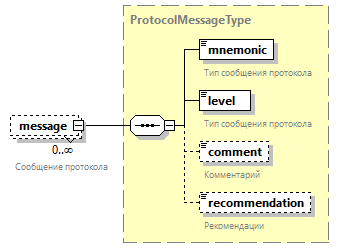 ProtocolMessageType
mnemonic
Тип сообщения протокола
level
Тип сообщения протокола
message
0..∞
Сообщение протокола
comment
Комментарий
recommendation
Рекомендации